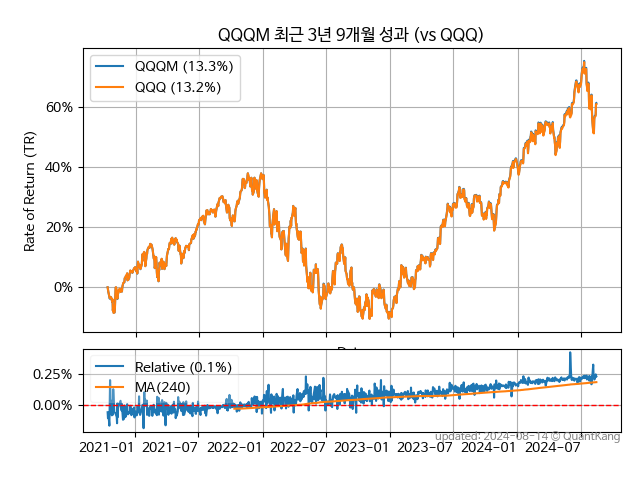 QQQM 최근 3년 9개월 성과 (vs QQQ)
QQQM (13.3%)
QQQ (13.2%)
Rate of Return (TR)
60%
40%
20%
0%
Relative (0.1%)
MA(240)
0.25%
0.00%
updated: 2024-08-14 © QuantKang
2021-01 2021-07 2022-01 2022-07 2023-01 2023-07 2024-01 2024-07